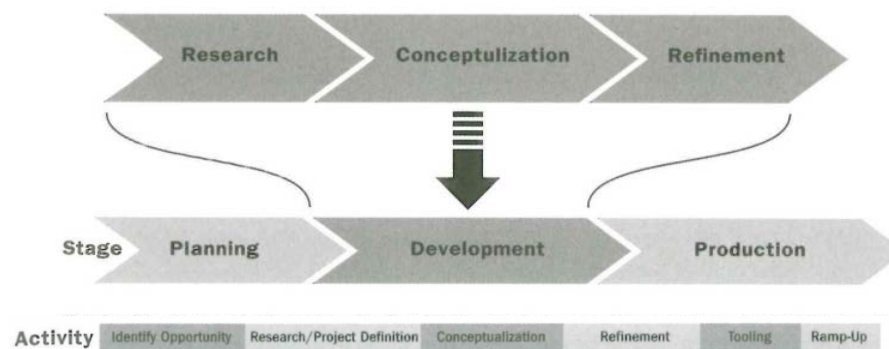 Research Conceptulization Refinement
Stage Planning Development Production
Activity Identify Opportunity Research/Project Definition Conceptualization Refinement Tooling Ramp-Up